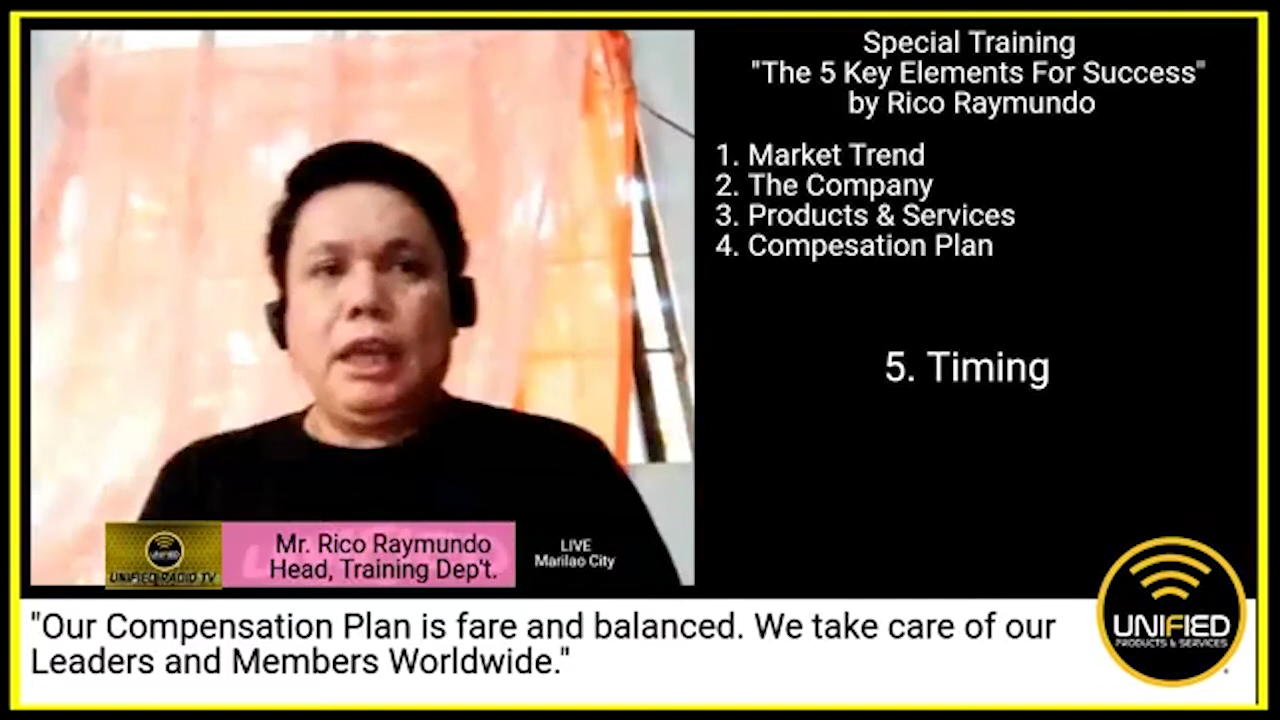 Special Training
"The 5 Key Elements For Success"
by Rico Raymundo
1. Market Trend
2. The Company
3. Products & Services
4. Compesation Plan
5. Timing
Mr. Rico Raymundo
Head, Training Dep't.
LIVE
Marilao City
UNIFIED
UNIFIED RADIO TV
"Our Compensation Plan is fare and balanced. We take care of our
Leaders and Members Worldwide."
UNIFIED
PRODUCTS & SERVICES